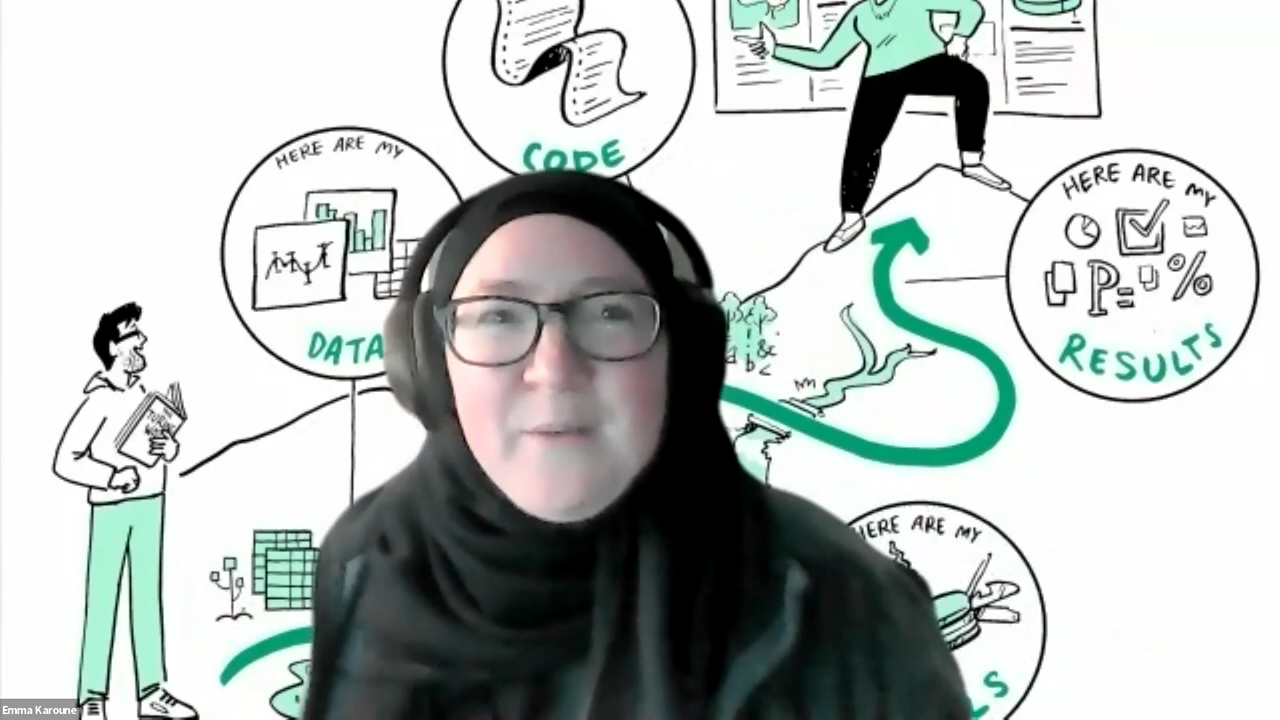 CODE
HERE ARE MY
DATA
HERE ARE MY
P= %
RESULTS
HERE ARE MY
LS
Emma Karoune